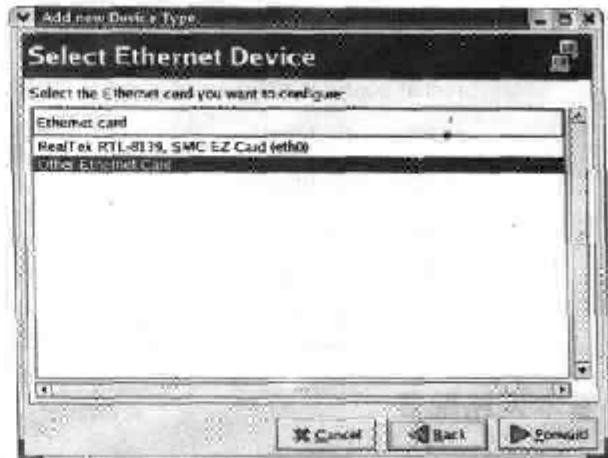 Add new Device Type
Select Ethernet Device
Select the Ethernet card you want to configure:
Ethernet card
RealTek RTL-8139, SMC EZ Card (eth0)
Other Ethernet Card
Cancel
Back
Forward